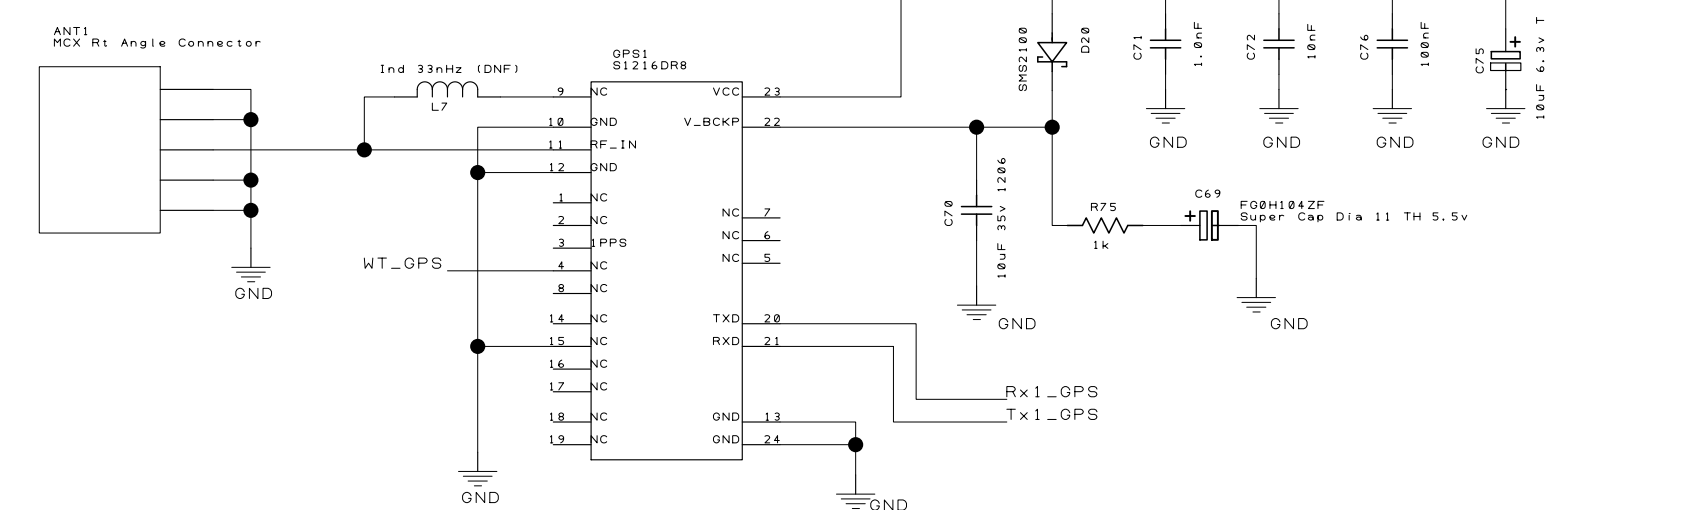 ANT1
MCX Rt Angle Connector
GND
Ind 33nHz (DNF)
L7
GPS1
S1216DR8
9 NC
10 GND
11 RF_IN
12 GND
1 NC
2 NC
3 1PPS
WT_GPS
4 NC
8 NC
14 NC
15 NC
16 NC
17 NC
18 NC
19 NC
GND
VCC 23
V_BCKP 22
NC 7
NC 6
NC 5
TXD 20
RXD 21
GND 13
GND 24
GND
Rx1_GPS
Tx1_GPS
SMS2100
D20
C70
10uF 35v 1206
GND
R75
1k
C69
+
FG0H104ZF
Super Cap Dia 11 TH 5.5v
GND
C71
1.0nF
GND
C72
10nF
GND
C76
100nF
GND
C75
+
10uF 6.3v T
GND